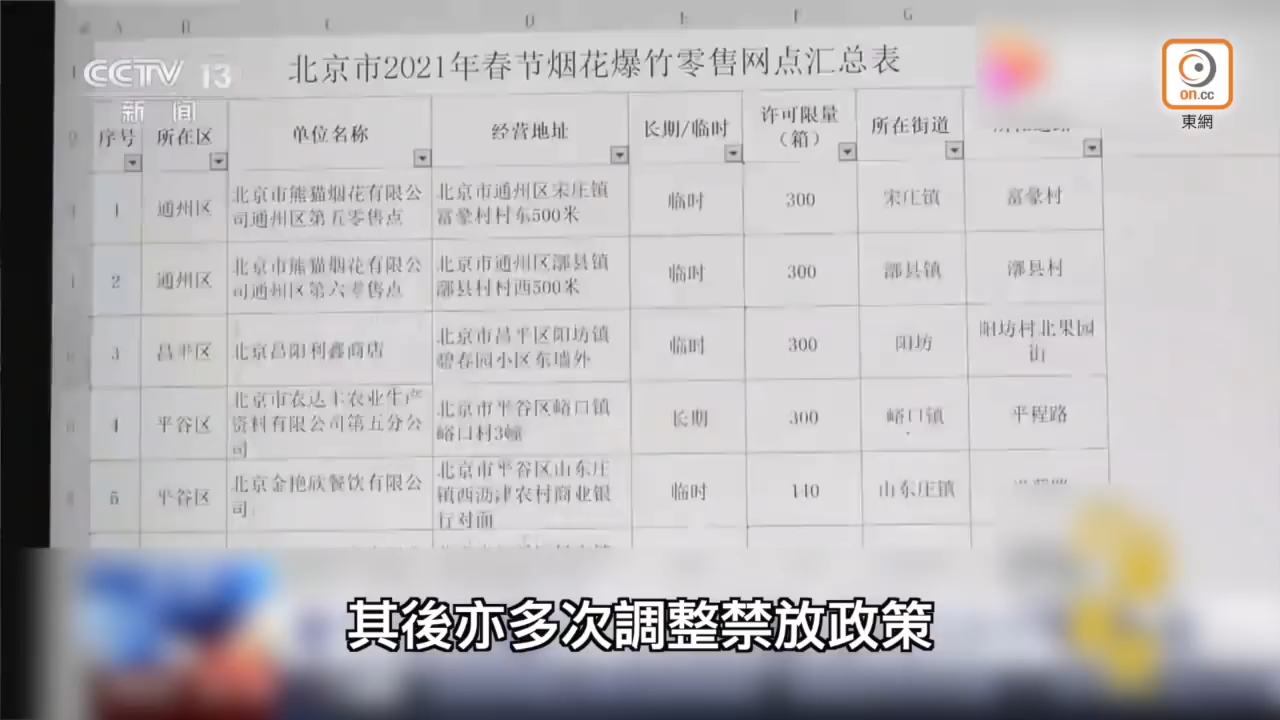 A B C D E F G
CCTV 13
新闻
on.cc
東網
北京市2021年春节烟花爆竹零售网点汇总表
序号 所在区 单位名称 经营地址 长期/临时 许可限量（箱） 所在街道
1 通州区 北京市熊猫烟花有限公司通州区第五零售点 北京市通州区宋庄镇富豪村村东500米 临时 300 宋庄镇 富豪村
2 通州区 北京市熊猫烟花有限公司通州区第六零售点 北京市通州区漷县镇漷县村村西500米 临时 300 漷县镇 漷县村
3 昌平区 北京昌阳利鑫商店 北京市昌平区阳坊镇碧春园小区东墙外 临时 300 阳坊 阳坊村北果园街
4 平谷区 北京市农达丰农业生产资料有限公司第五分公司 北京市平谷区峪口镇峪口村3幢 长期 300 峪口镇 平程路
5 平谷区 北京金艳欣餐饮有限公司 北京市平谷区山东庄镇西沥津农村商业银行对面 临时 140 山东庄镇
其後亦多次調整禁放政策